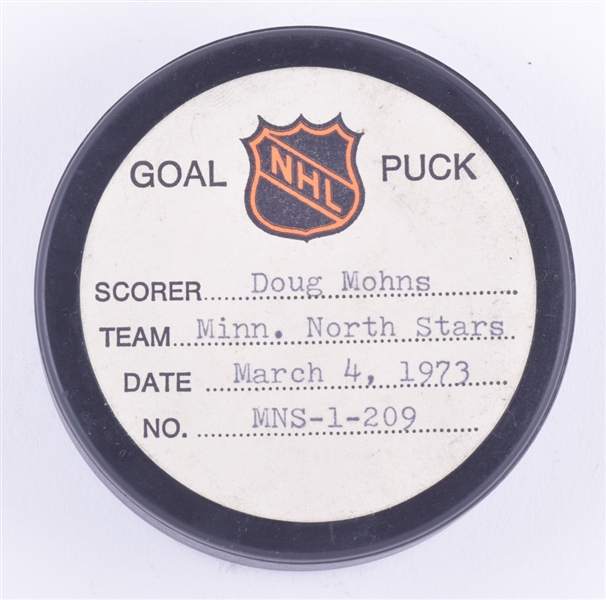 GOAL NHL PUCK
SCORER......Doug Mohns..........
TEAM...Minn. North Stars
DATE ..March 4, 1973.....
NO. ........MNS-1-209..........